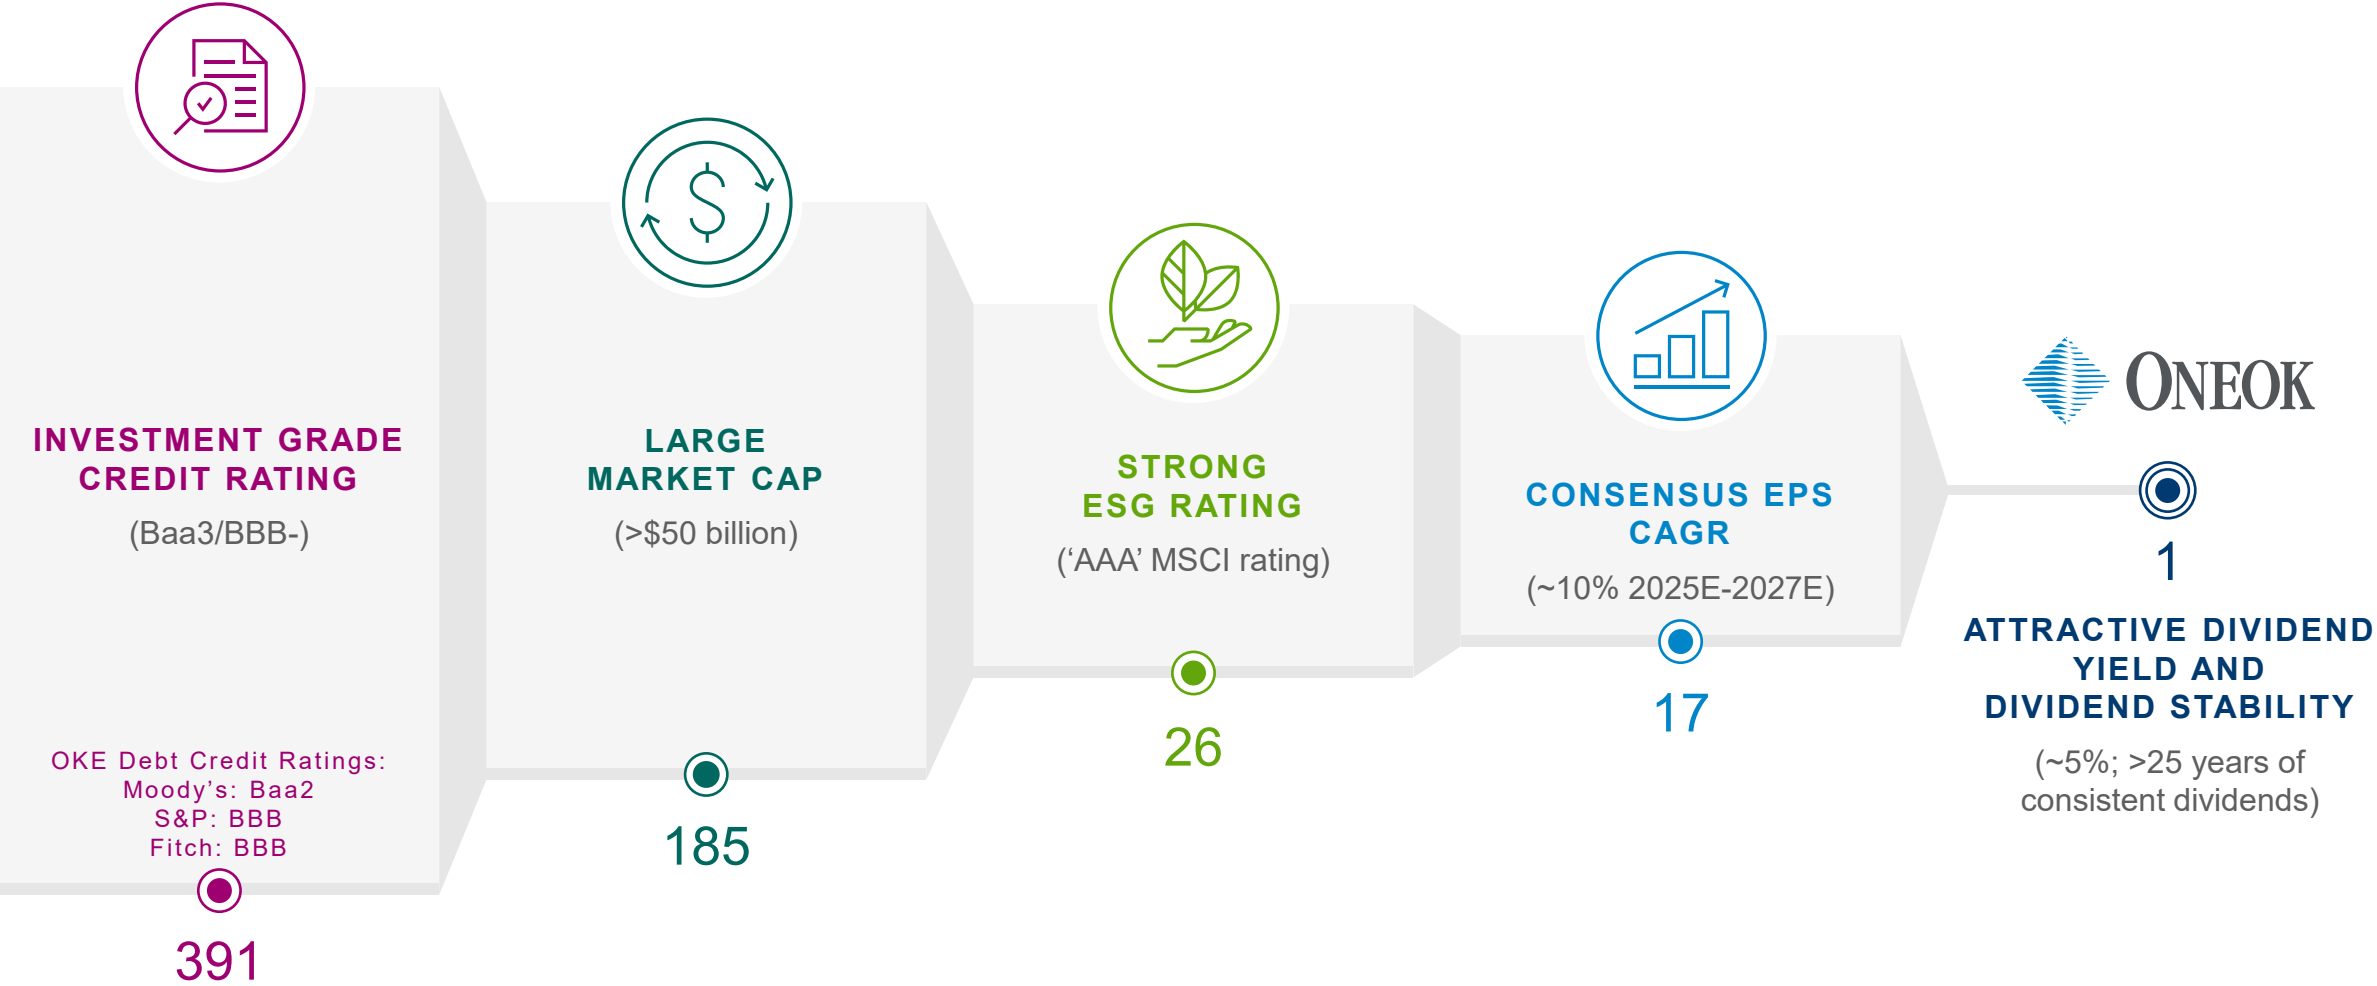 INVESTMENT GRADE
CREDIT RATING
(Baa3/BBB-)
OKE Debt Credit Ratings:
Moody’s: Baa2
S&P: BBB
Fitch: BBB
391
$
LARGE
MARKET CAP
(>$50 billion)
185
STRONG
ESG RATING
(‘AAA’ MSCI rating)
26
CONSENSUS EPS
CAGR
(~10% 2025E-2027E)
17
ONEOK
1
ATTRACTIVE DIVIDEND
YIELD AND
DIVIDEND STABILITY
(~5%; >25 years of
consistent dividends)